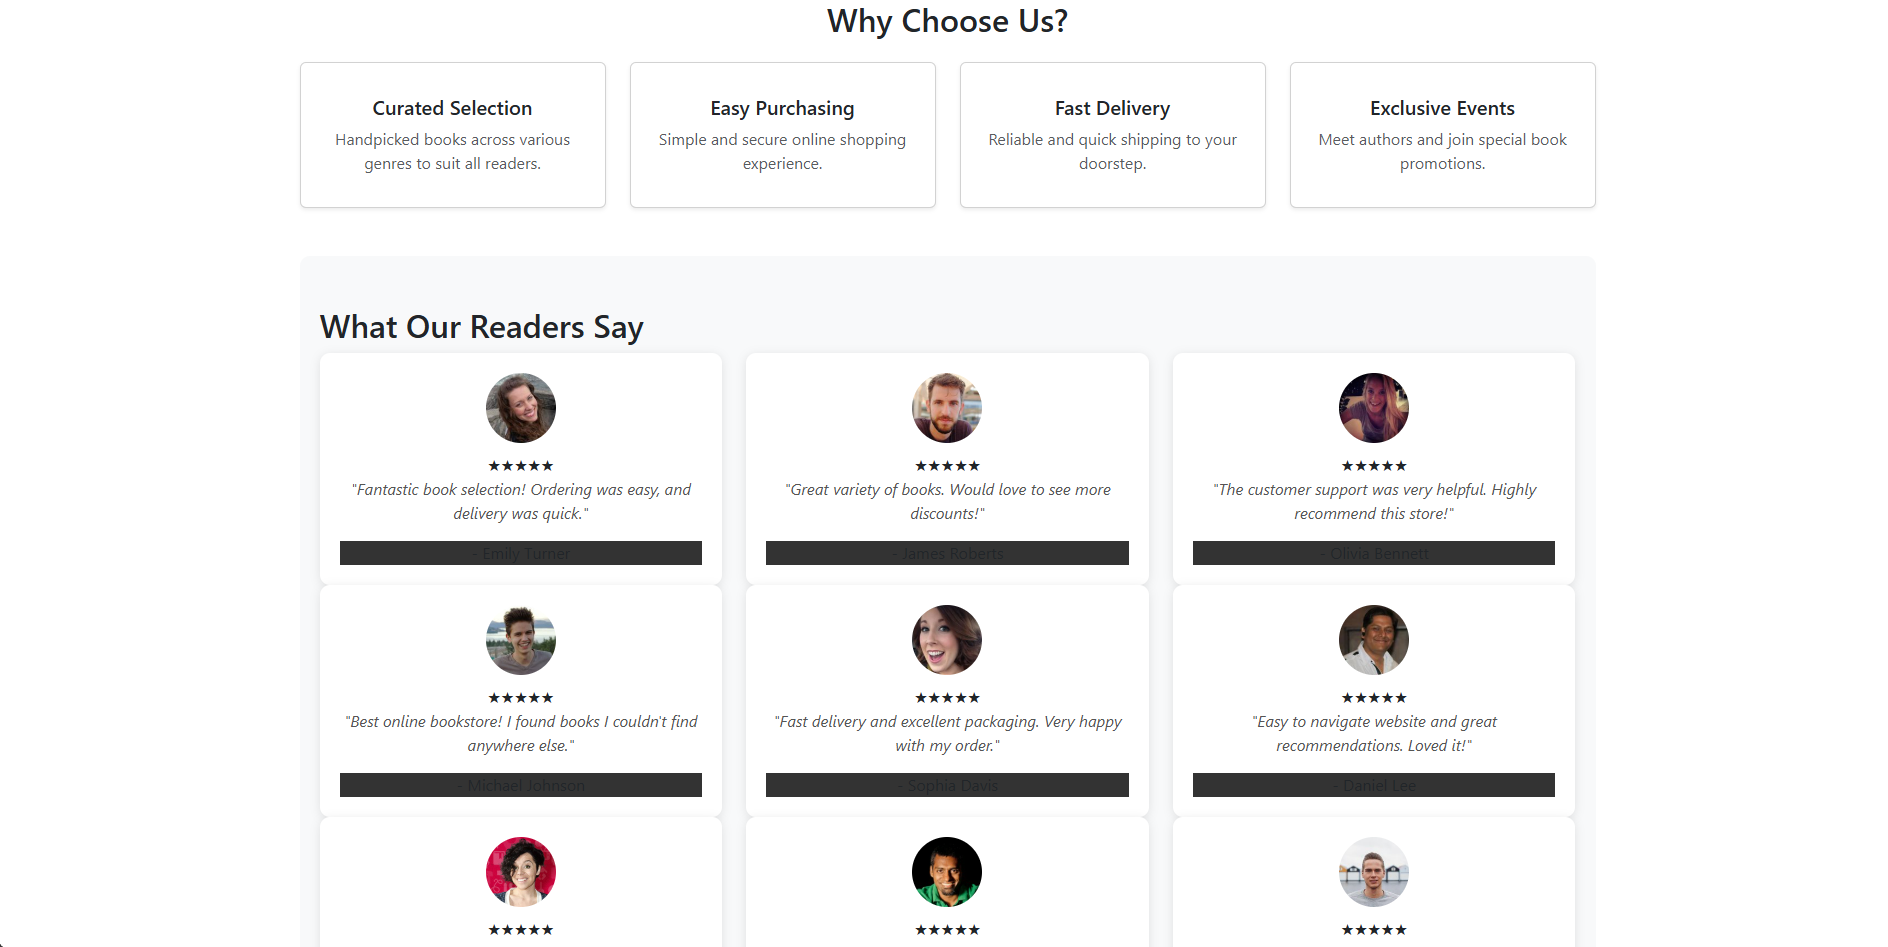 Why Choose Us?
Curated Selection
Handpicked books across various
genres to suit all readers.
Easy Purchasing
Simple and secure online shopping
experience.
Fast Delivery
Reliable and quick shipping to your
doorstep.
Exclusive Events
Meet authors and join special book
promotions.
What Our Readers Say
★★★★★
"Fantastic book selection! Ordering was easy, and
delivery was quick."
- Emily Turner
★★★★★
"Great variety of books. Would love to see more
discounts!"
- James Roberts
★★★★★
"The customer support was very helpful. Highly
recommend this store!"
- Olivia Bennett
★★★★★
"Best online bookstore! I found books I couldn't find
anywhere else."
- Michael Johnson
★★★★★
"Fast delivery and excellent packaging. Very happy
with my order."
- Sophia Davis
★★★★★
"Easy to navigate website and great
recommendations. Loved it!"
- Daniel Lee
★★★★★
★★★★★
★★★★★